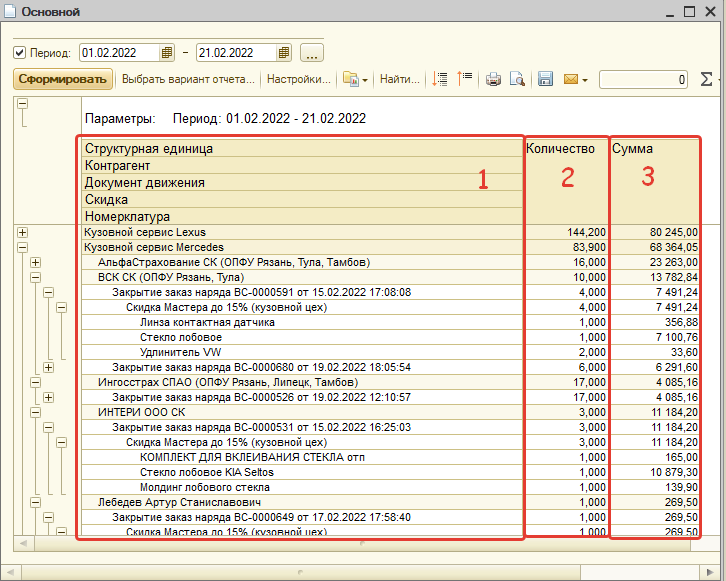 Основной
Период: 01.02.2022 – 21.02.2022 ...
Сформировать Выбрать вариант отчета... Настройки... Найти... 0 Σ
Параметры: Период: 01.02.2022 - 21.02.2022
Структурная единица 1 Количество 2 Сумма 3
Контрагент
Документ движения
Скидка
Номерклатура
Кузовной сервис Lexus 144,200 80 245,00
Кузовной сервис Mercedes 83,900 68 364,05
АльфаСтрахование СК (ОПФУ Рязань, Тула, Тамбов) 16,000 23 263,00
ВСК СК (ОПФУ Рязань, Тула) 10,000 13 782,84
Закрытие заказ наряда ВС-0000591 от 15.02.2022 17:08:08 4,000 7 491,24
Скидка Мастера до 15% (кузовной цех) 4,000 7 491,24
Линза контактная датчика 1,000 356,88
Стекло лобовое 1,000 7 100,76
Удлинитель VW 2,000 33,60
Закрытие заказ наряда ВС-0000680 от 19.02.2022 18:05:54 6,000 6 291,60
Ингосстрах СПАО (ОПФУ Рязань, Липецк, Тамбов) 17,000 4 085,16
Закрытие заказ наряда ВС-0000526 от 19.02.2022 12:10:57 17,000 4 085,16
ИНТЕРИ ООО СК 3,000 11 184,20
Закрытие заказ наряда ВС-0000531 от 15.02.2022 16:25:03 3,000 11 184,20
Скидка Мастера до 15% (кузовной цех) 3,000 11 184,20
КОМПЛЕКТ ДЛЯ ВКЛЕИВАНИЯ СТЕКЛА отп 1,000 165,00
Стекло лобовое KIA Seltos 1,000 10 879,30
Молдинг лобового стекла 1,000 139,90
Лебедев Артур Станиславович 1,000 269,50
Закрытие заказ наряда ВС-0000649 от 17.02.2022 17:58:40 1,000 269,50
Скидка Мастера до 15% (кузовной цех) 1,000 269,50